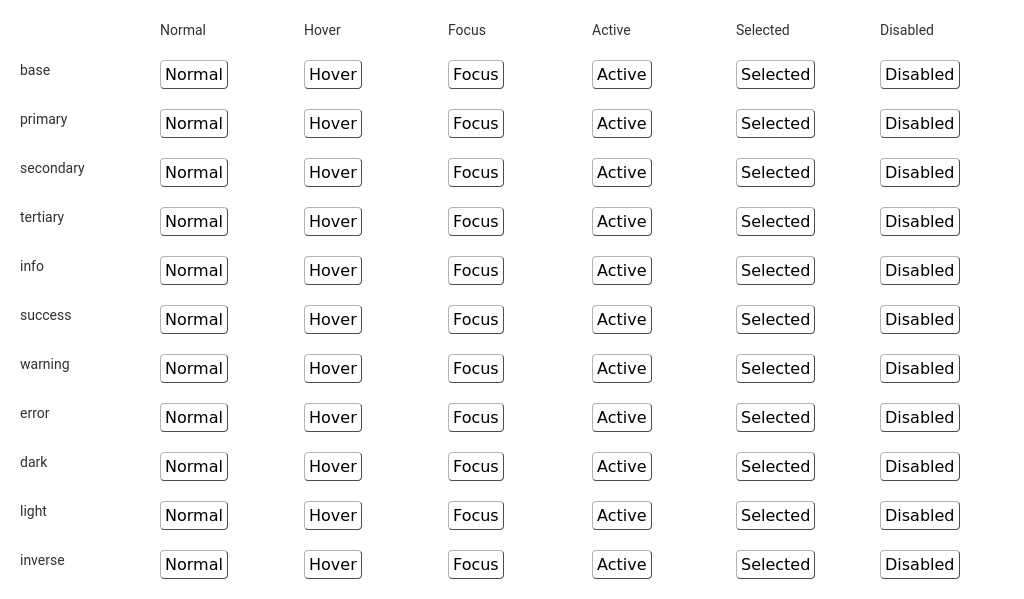 Normal Hover Focus Active Selected Disabled
base Normal Hover Focus Active Selected Disabled
primary Normal Hover Focus Active Selected Disabled
secondary Normal Hover Focus Active Selected Disabled
tertiary Normal Hover Focus Active Selected Disabled
info Normal Hover Focus Active Selected Disabled
success Normal Hover Focus Active Selected Disabled
warning Normal Hover Focus Active Selected Disabled
error Normal Hover Focus Active Selected Disabled
dark Normal Hover Focus Active Selected Disabled
light Normal Hover Focus Active Selected Disabled
inverse Normal Hover Focus Active Selected Disabled